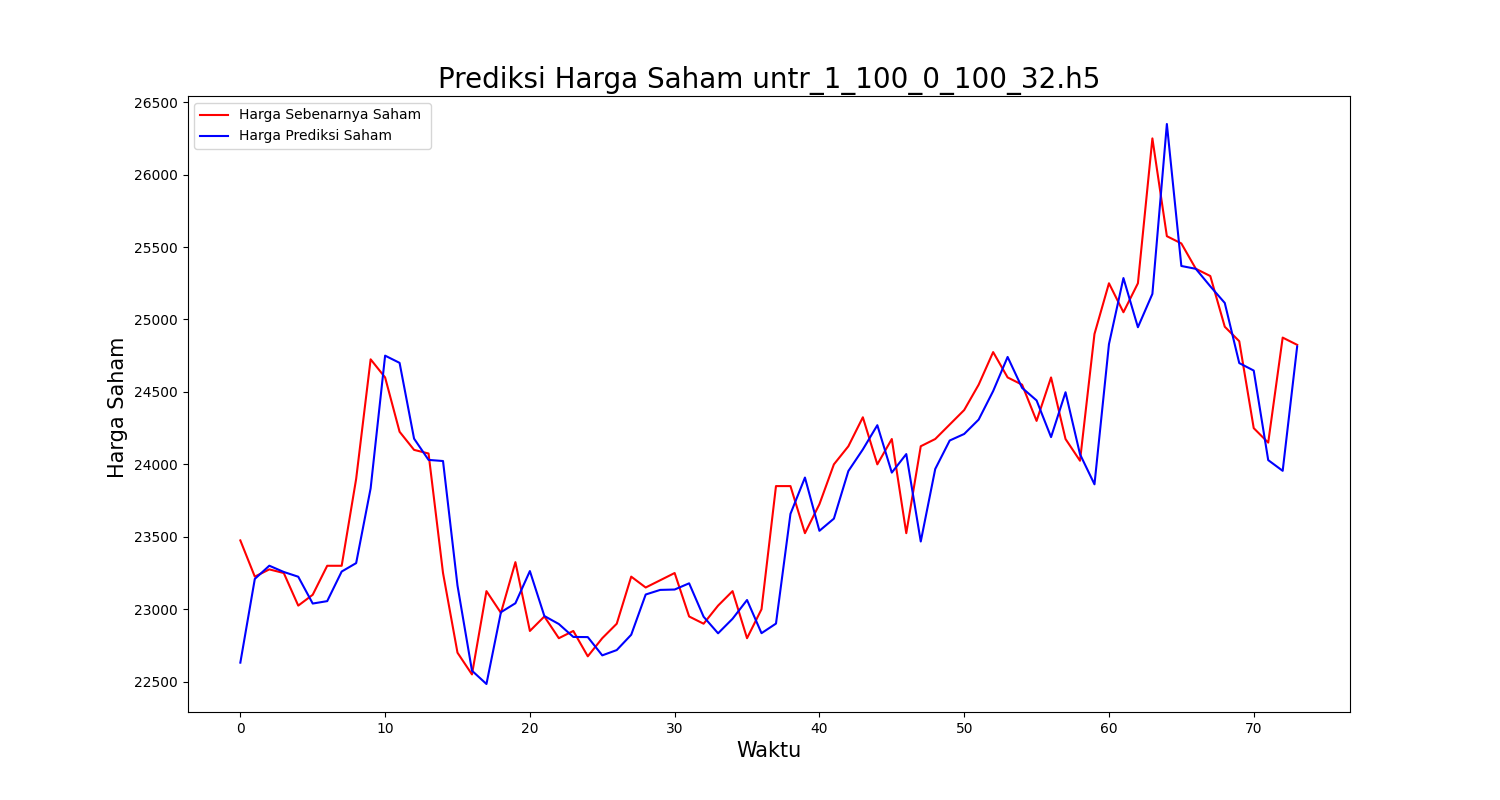 Prediksi Harga Saham untr_1_100_0_100_32.h5
Harga Sebenarnya Saham
Harga Prediksi Saham
26500
26000
25500
25000
24500
24000
23500
23000
22500
Harga Saham
0 10 20 30 40 50 60 70
Waktu